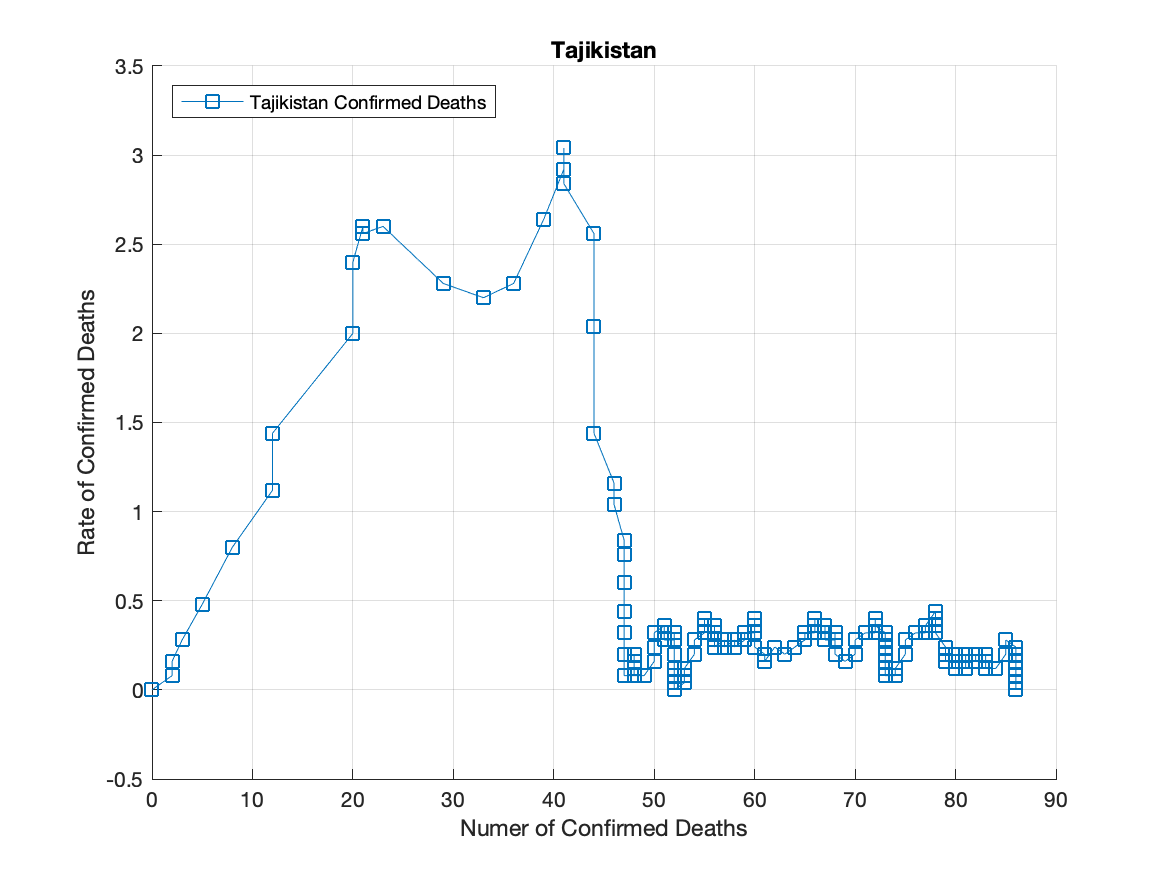 Tajikistan
Tajikistan Confirmed Deaths
3.5
3
2.5
2
1.5
1
0.5
0
-0.5
Rate of Confirmed Deaths
0 10 20 30 40 50 60 70 80 90
Numer of Confirmed Deaths